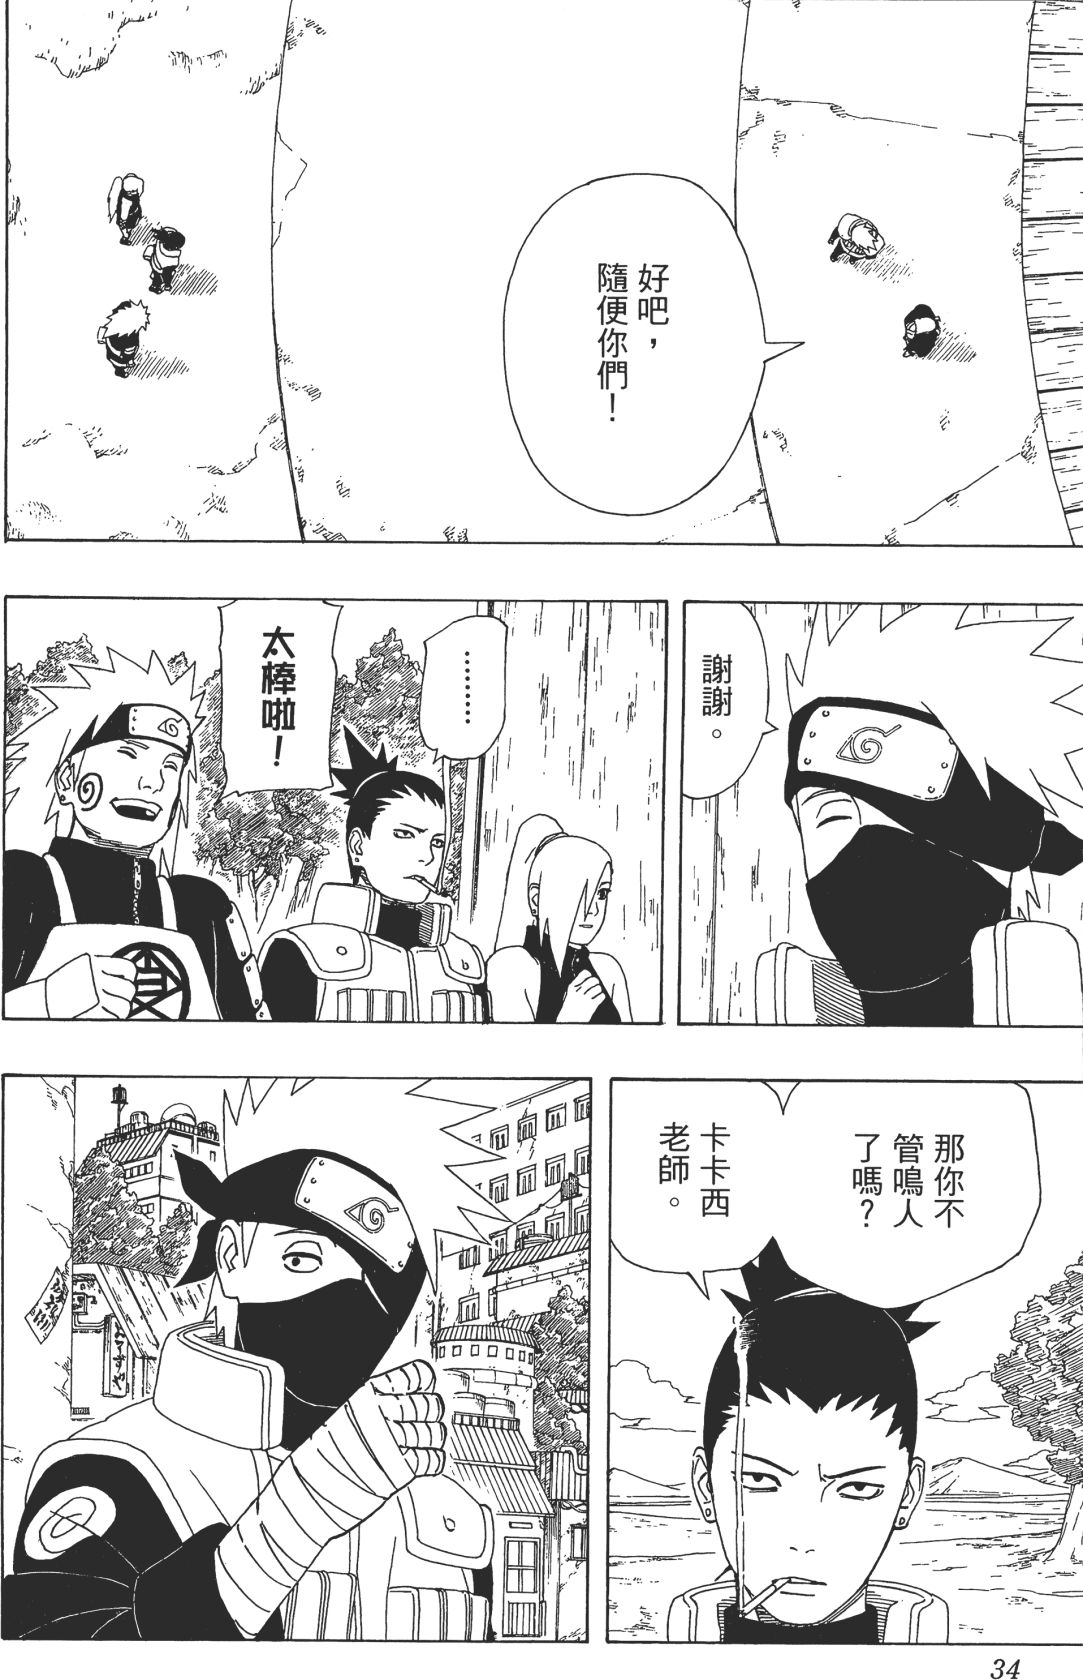 好吧，
隨便你們！
謝謝。
………
太棒啦！
那你不
管鳴人
了嗎？
卡卡西
老師。
34